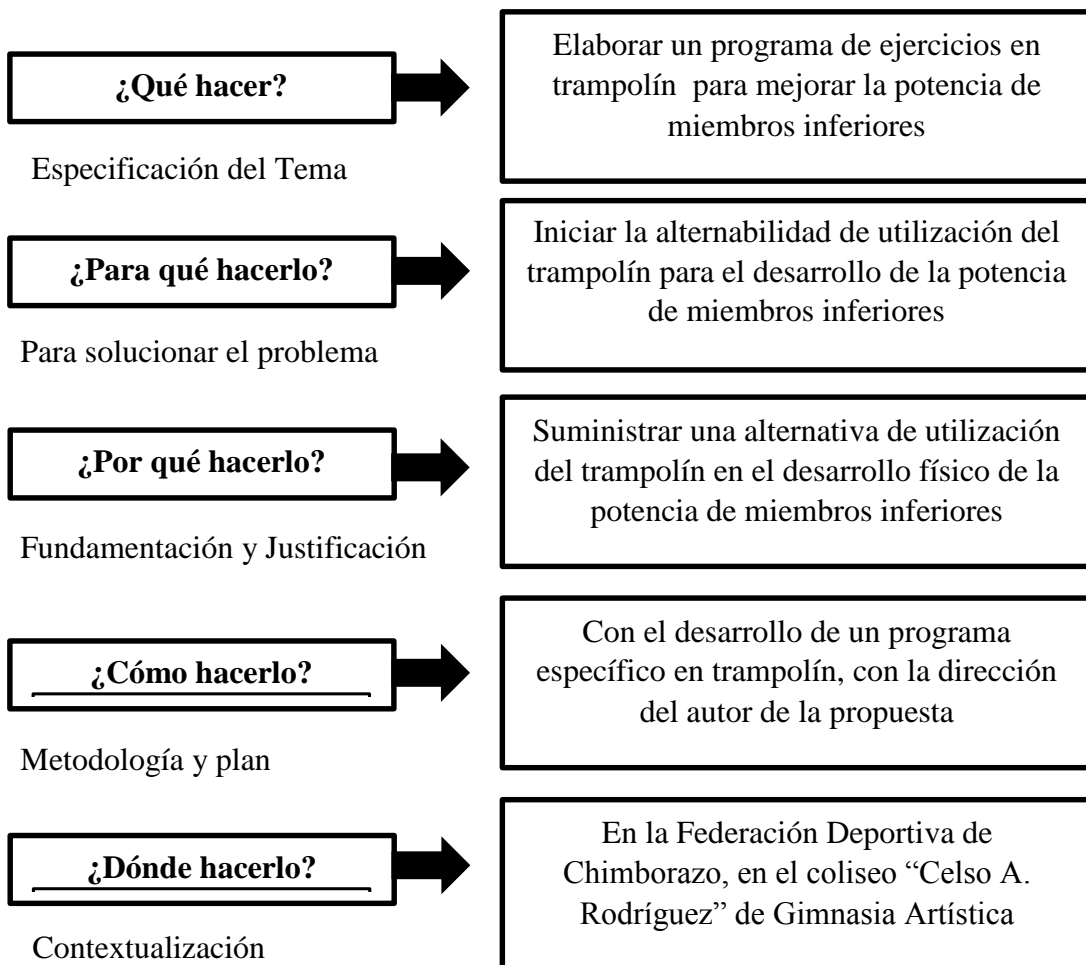 ¿Qué hacer?
Especificación del Tema
Elaborar un programa de ejercicios en
trampolín para mejorar la potencia de
miembros inferiores
¿Para qué hacerlo?
Para solucionar el problema
Iniciar la alternabilidad de utilización del
trampolín para el desarrollo de la potencia
de miembros inferiores
¿Por qué hacerlo?
Fundamentación y Justificación
Suministrar una alternativa de utilización
del trampolín en el desarrollo físico de la
potencia de miembros inferiores
¿Cómo hacerlo?
Metodología y plan
Con el desarrollo de un programa
específico en trampolín, con la dirección
del autor de la propuesta
¿Dónde hacerlo?
Contextualización
En la Federación Deportiva de
Chimborazo, en el coliseo “Celso A.
Rodríguez” de Gimnasia Artística